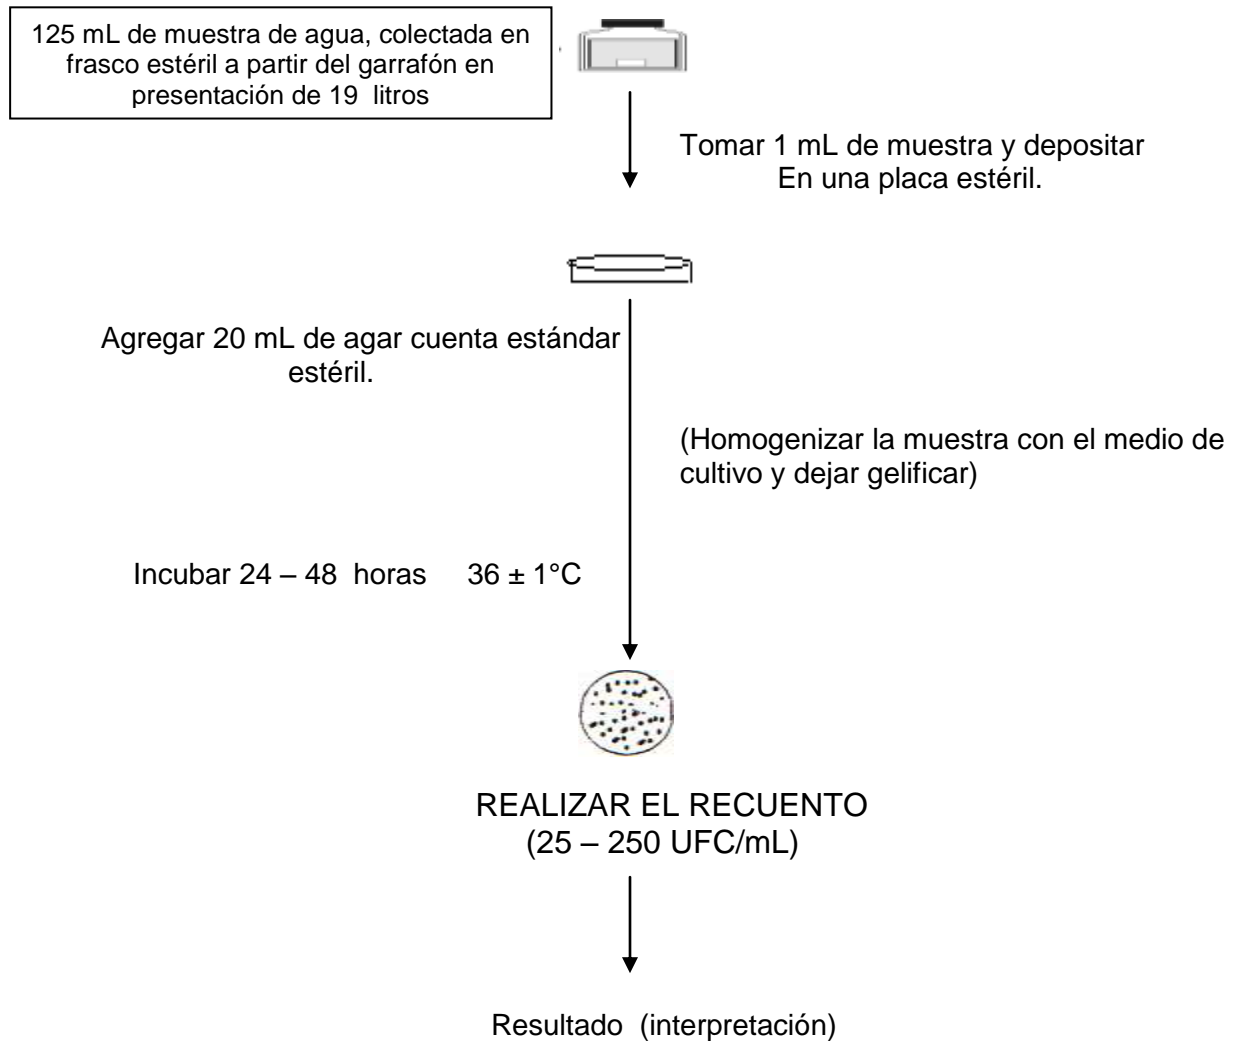 125 mL de muestra de agua, colectada en
frasco estéril a partir del garrafón en
presentación de 19 litros
Tomar 1 mL de muestra y depositar
En una placa estéril.
Agregar 20 mL de agar cuenta estándar
estéril.
(Homogenizar la muestra con el medio de
cultivo y dejar gelificar)
Incubar 24 – 48 horas 36 ± 1°C
REALIZAR EL RECUENTO
(25 – 250 UFC/mL)
Resultado (interpretación)